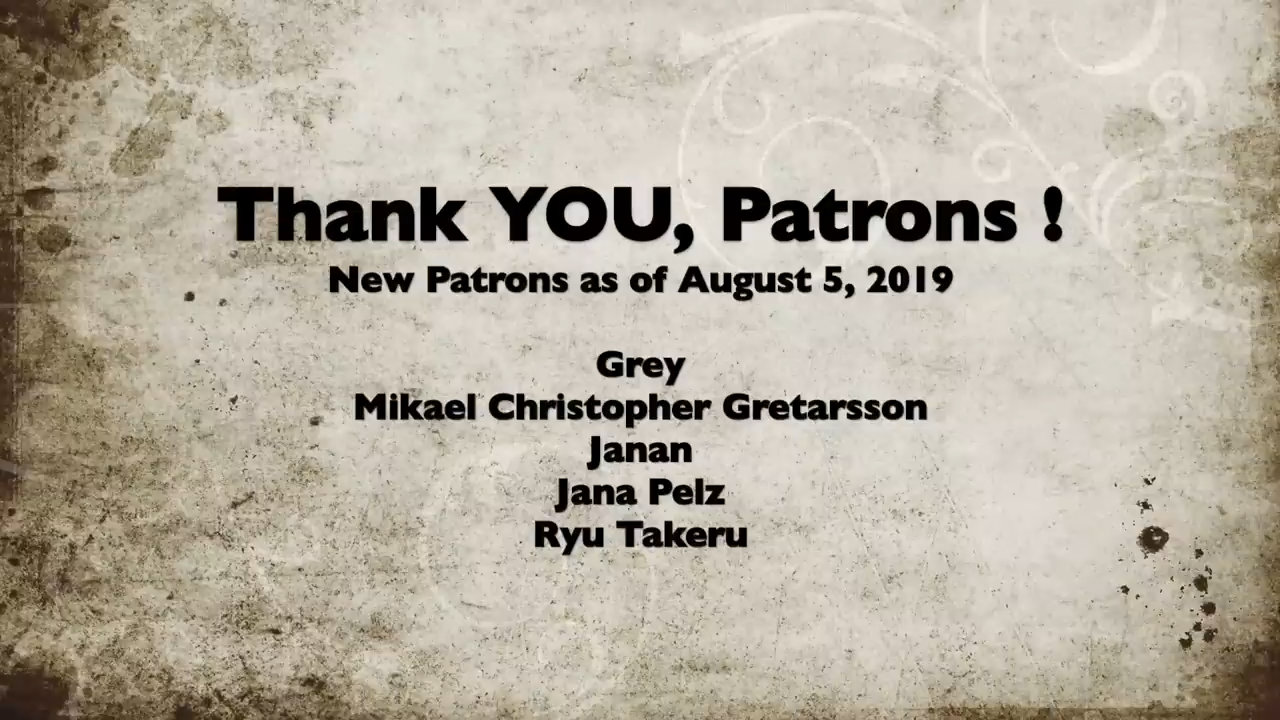 Thank YOU, Patrons !
New Patrons as of August 5, 2019
Grey
Mikael Christopher Gretarsson
Janan
Jana Pelz
Ryu Takeru